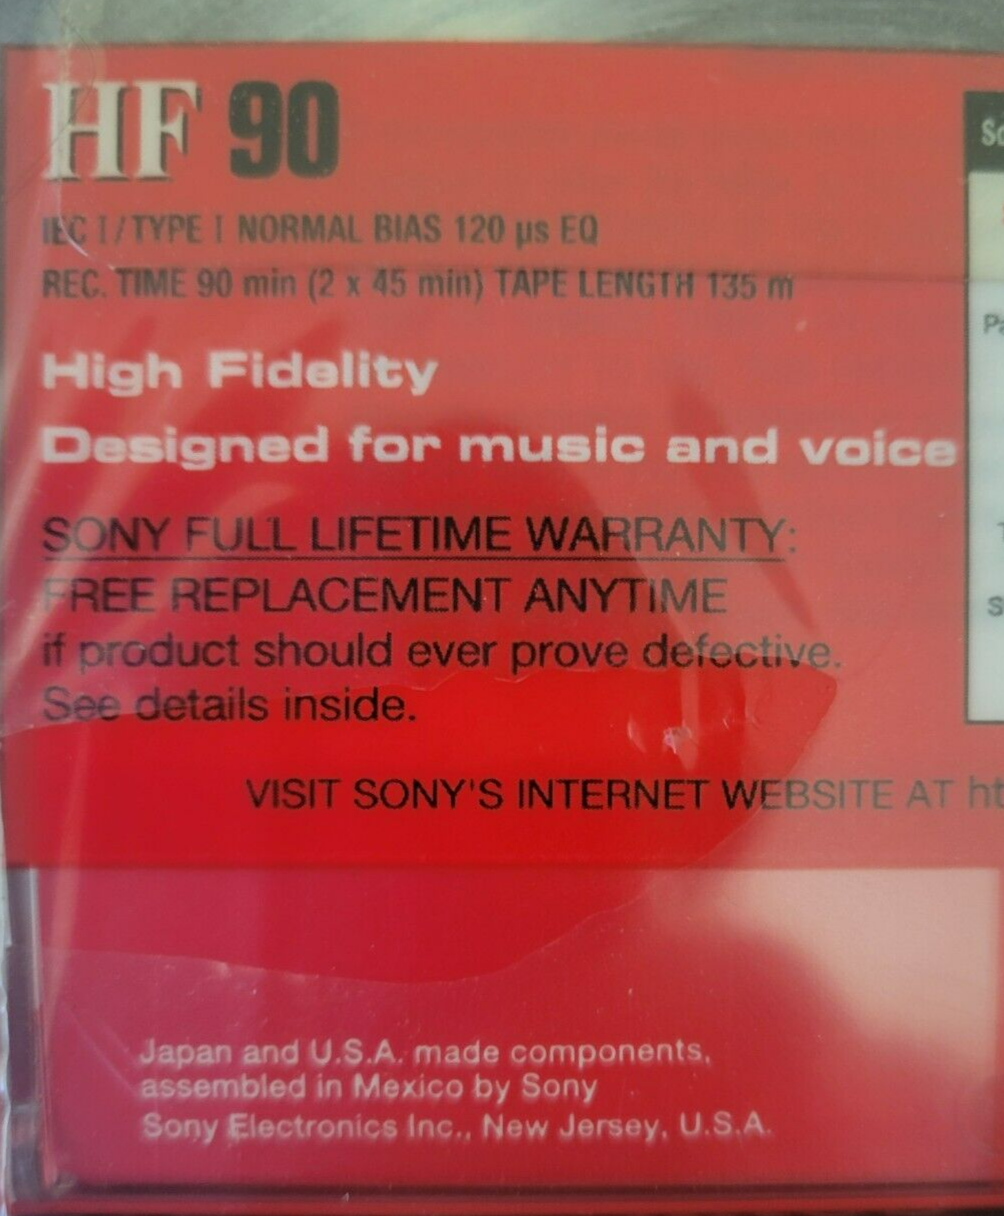 HF 90
IEC I/TYPE I NORMAL BIAS 120 µs EQ
REC. TIME 90 min (2 x 45 min) TAPE LENGTH 135 m
High Fidelity
Designed for music and voice
SONY FULL LIFETIME WARRANTY:
FREE REPLACEMENT ANYTIME
if product should ever prove defective.
See details inside.
VISIT SONY'S INTERNET WEBSITE AT
Japan and U.S.A. made components,
assembled in Mexico by Sony
Sony Electronics Inc., New Jersey, U.S.A.